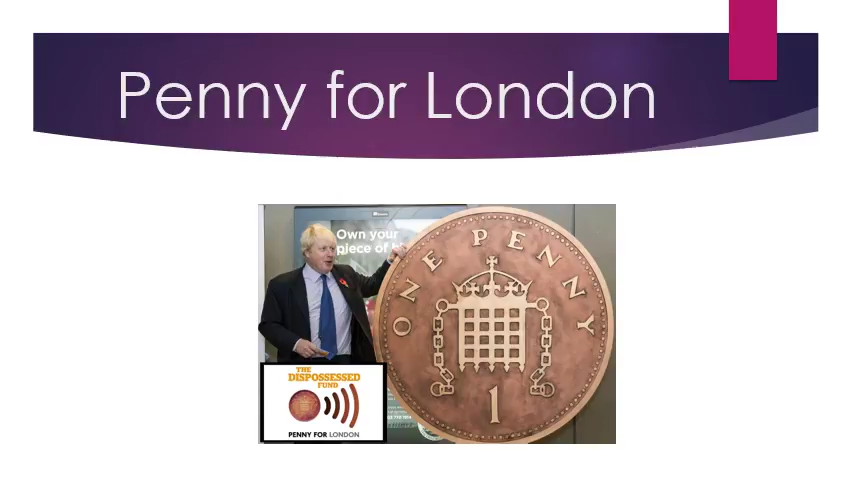 Penny for London
Own your
piece of
ONE PENNY
1
THE
DISPOSSESSED
FUND
PENNY FOR LONDON